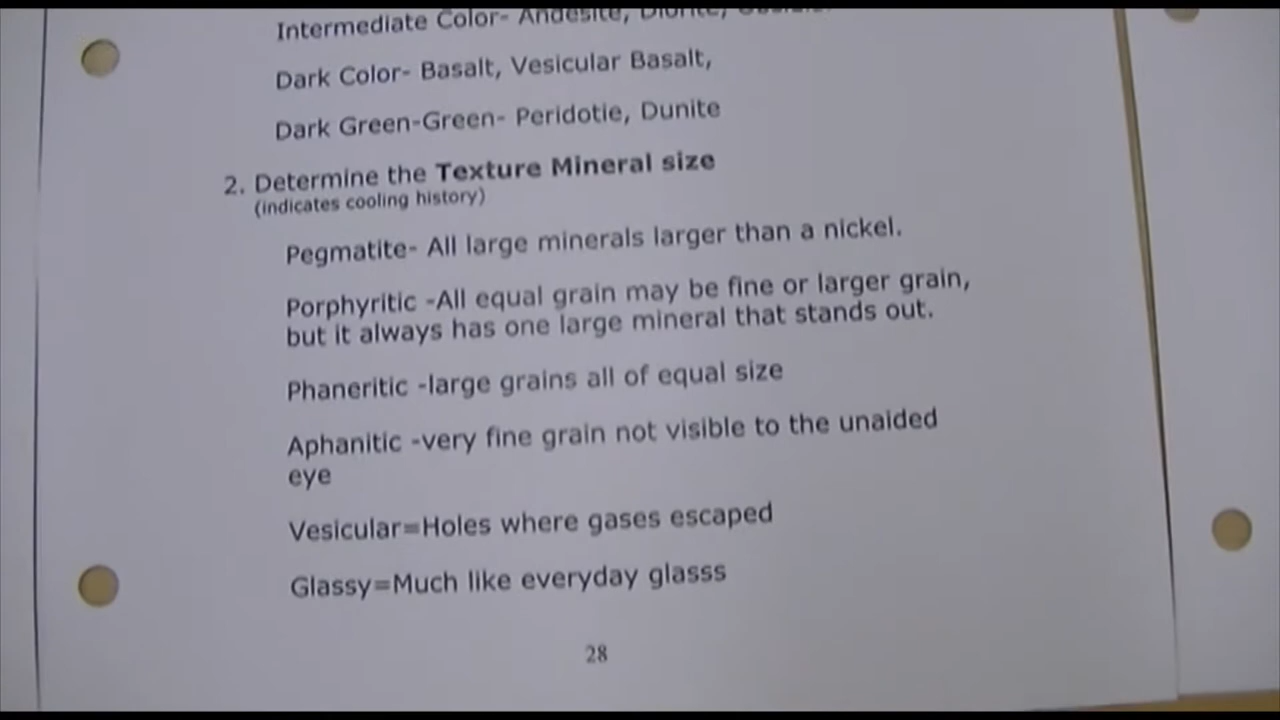 Intermediate Color- Andesite, Diorite,
Dark Color- Basalt, Vesicular Basalt,
Dark Green-Green- Peridotie, Dunite
2. Determine the Texture Mineral size
(indicates cooling history)
Pegmatite- All large minerals larger than a nickel.
Porphyritic -All equal grain may be fine or larger grain,
but it always has one large mineral that stands out.
Phaneritic -large grains all of equal size
Aphanitic -very fine grain not visible to the unaided
eye
Vesicular=Holes where gases escaped
Glassy=Much like everyday glasss
28